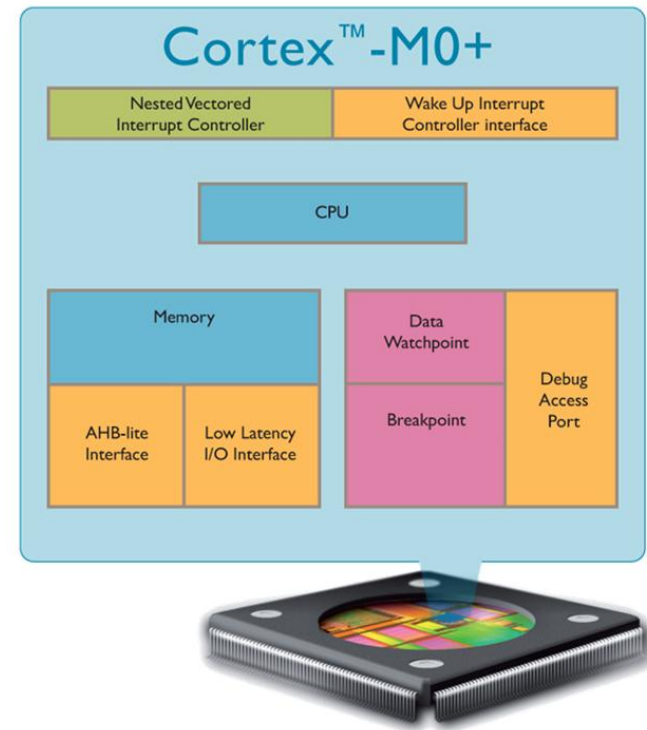 Cortex™-M0+
Nested Vectored
Interrupt Controller
Wake Up Interrupt
Controller interface
CPU
Memory
AHB-lite
Interface
Low Latency
I/O Interface
Data
Watchpoint
Breakpoint
Debug
Access
Port